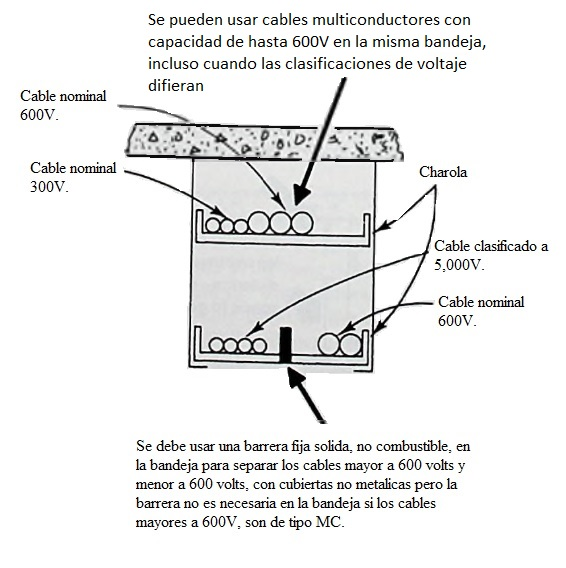 Se pueden usar cables multiconductores con
capacidad de hasta 600V en la misma bandeja,
incluso cuando las clasificaciones de voltaje
difieran
Cable nominal
600V.
Cable nominal
300V.
Charola
Cable clasificado a
5,000V.
Cable nominal
600V.
Se debe usar una barrera fija solida, no combustible, en
la bandeja para separar los cables mayor a 600 volts y
menor a 600 volts, con cubiertas no metalicas pero la
barrera no es necesaria en la bandeja si los cables
mayores a 600V, son de tipo MC.